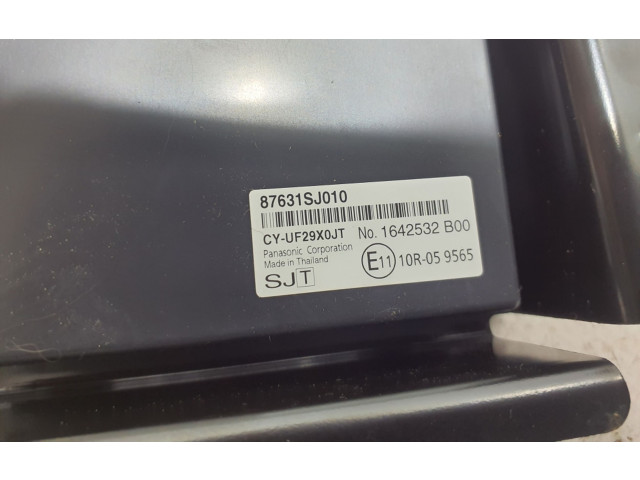 87631SJ010
CY-UF29X0JT No. 1642532 B00
Panasonic Corporation
Made in Thailand
E11 10R-05 9565
SJT